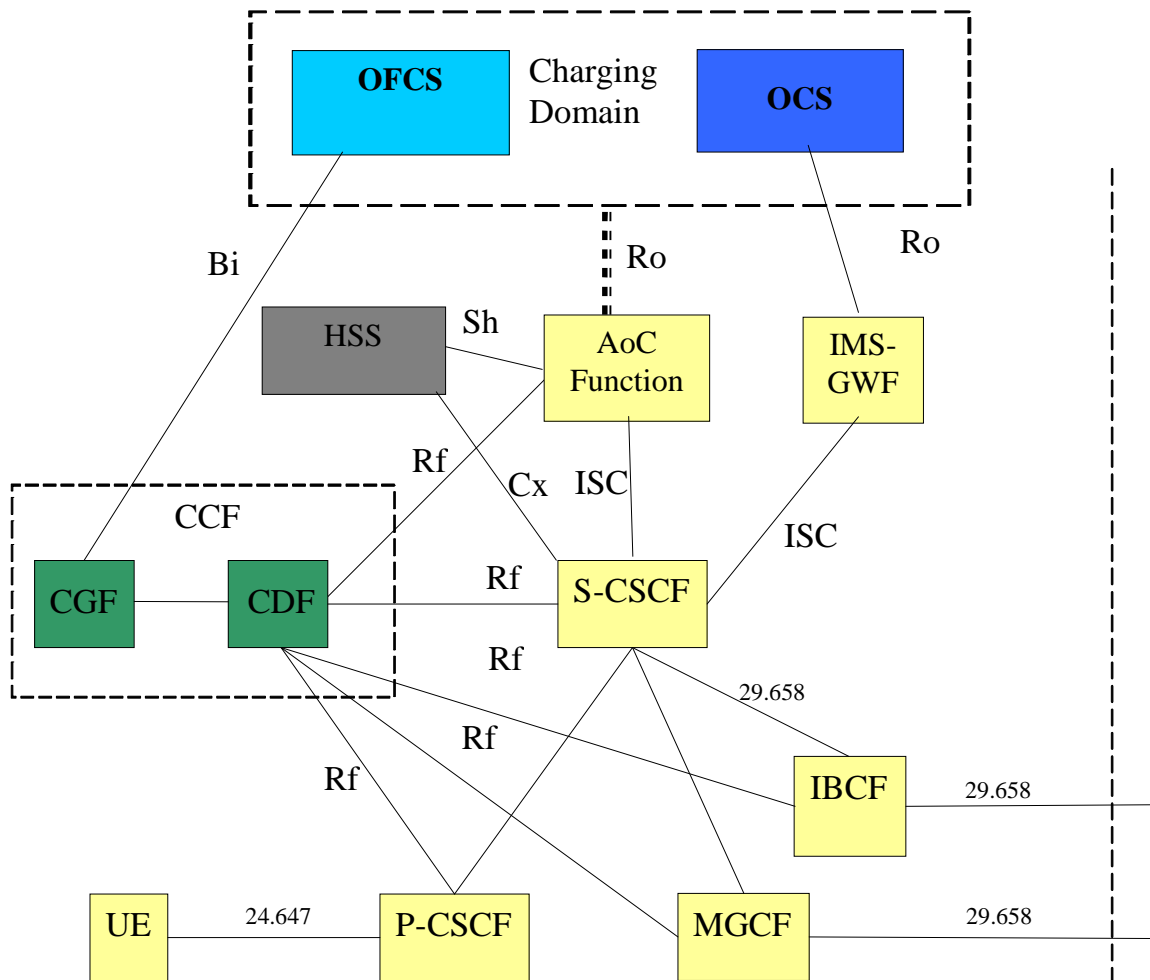 OFCS
Charging
Domain
OCS
Bi
Ro
Ro
HSS
Sh
AoC
Function
IMS-
GWF
Rf
Cx
ISC
ISC
CCF
CGF
CDF
Rf
S-CSCF
Rf
29.658
Rf
Rf
IBCF
29.658
UE
24.647
P-CSCF
MGCF
29.658